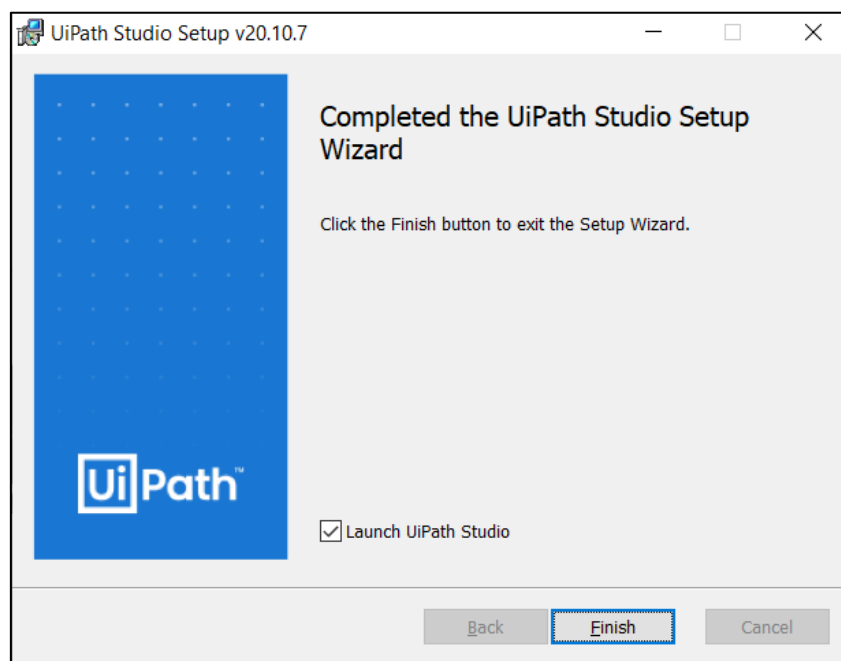 UiPath Studio Setup v20.10.7
Completed the UiPath Studio Setup
Wizard
Click the Finish button to exit the Setup Wizard.
UiPath™
Launch UiPath Studio
Back
Finish
Cancel